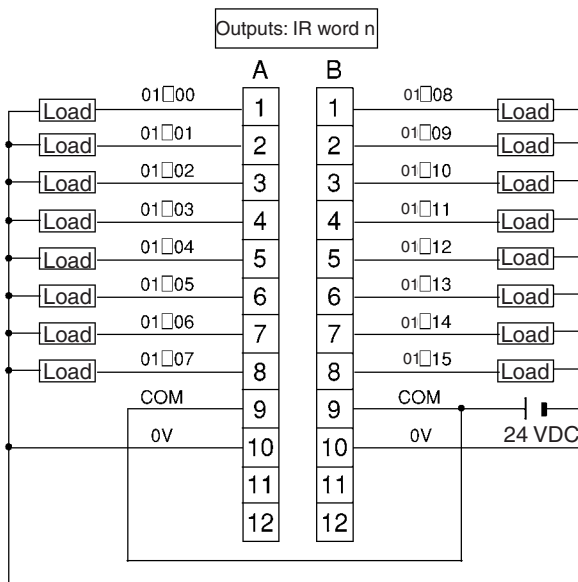 Outputs: IR word n
A B
Load 01□00 1 1 01□08 Load
Load 01□01 2 2 01□09 Load
Load 01□02 3 3 01□10 Load
Load 01□03 4 4 01□11 Load
Load 01□04 5 5 01□12 Load
Load 01□05 6 6 01□13 Load
Load 01□06 7 7 01□14 Load
Load 01□07 8 8 01□15 Load
COM 9 9 COM
0V 10 10 0V 24 VDC
11 11
12 12